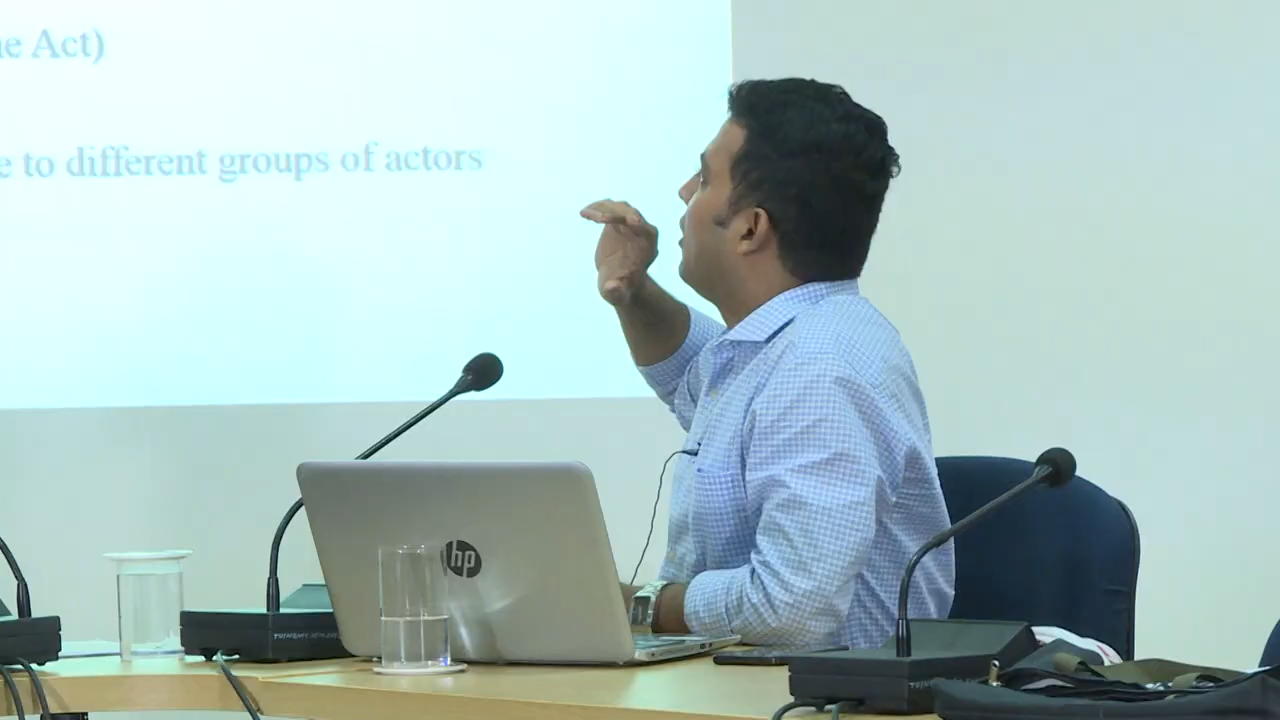 e Act)
e to different groups of actors
hp